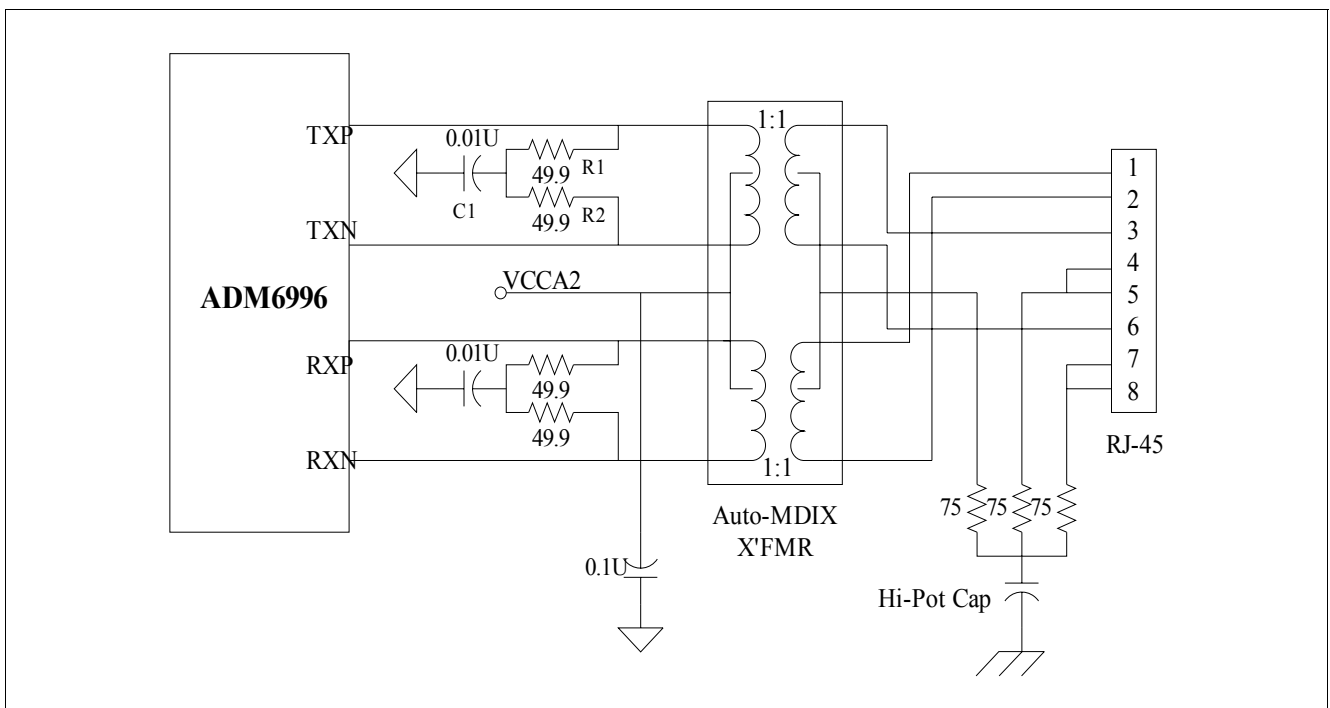 ADM6996
TXP
TXN
RXP
RXN
0.01U
C1
49.9
R1
49.9
R2
VCCA2
0.01U
49.9
49.9
0.1U
1:1
1:1
Auto-MDIX
X'FMR
1
2
3
4
5
6
7
8
RJ-45
75
75
75
Hi-Pot Cap